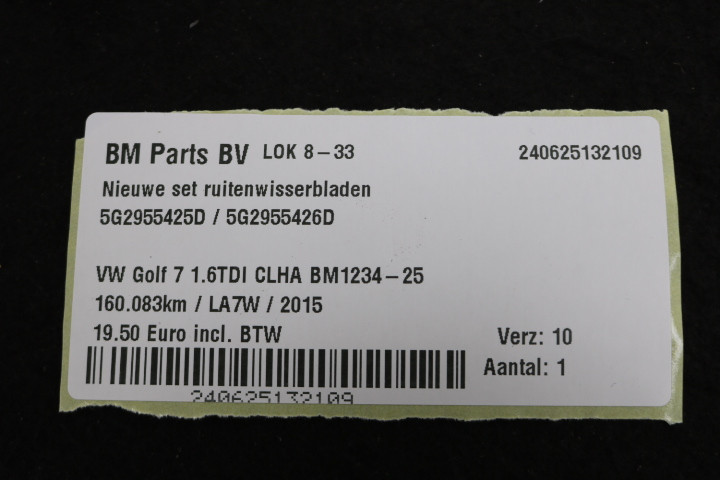 BM Parts BV LOK 8-33 240625132109
Nieuwe set ruitenwisserbladen
5G2955425D / 5G2955426D
VW Golf 7 1.6TDI CLHA BM1234-25
160.083km / LA7W / 2015
19.50 Euro incl. BTW Verz: 10
Aantal: 1
240625132109